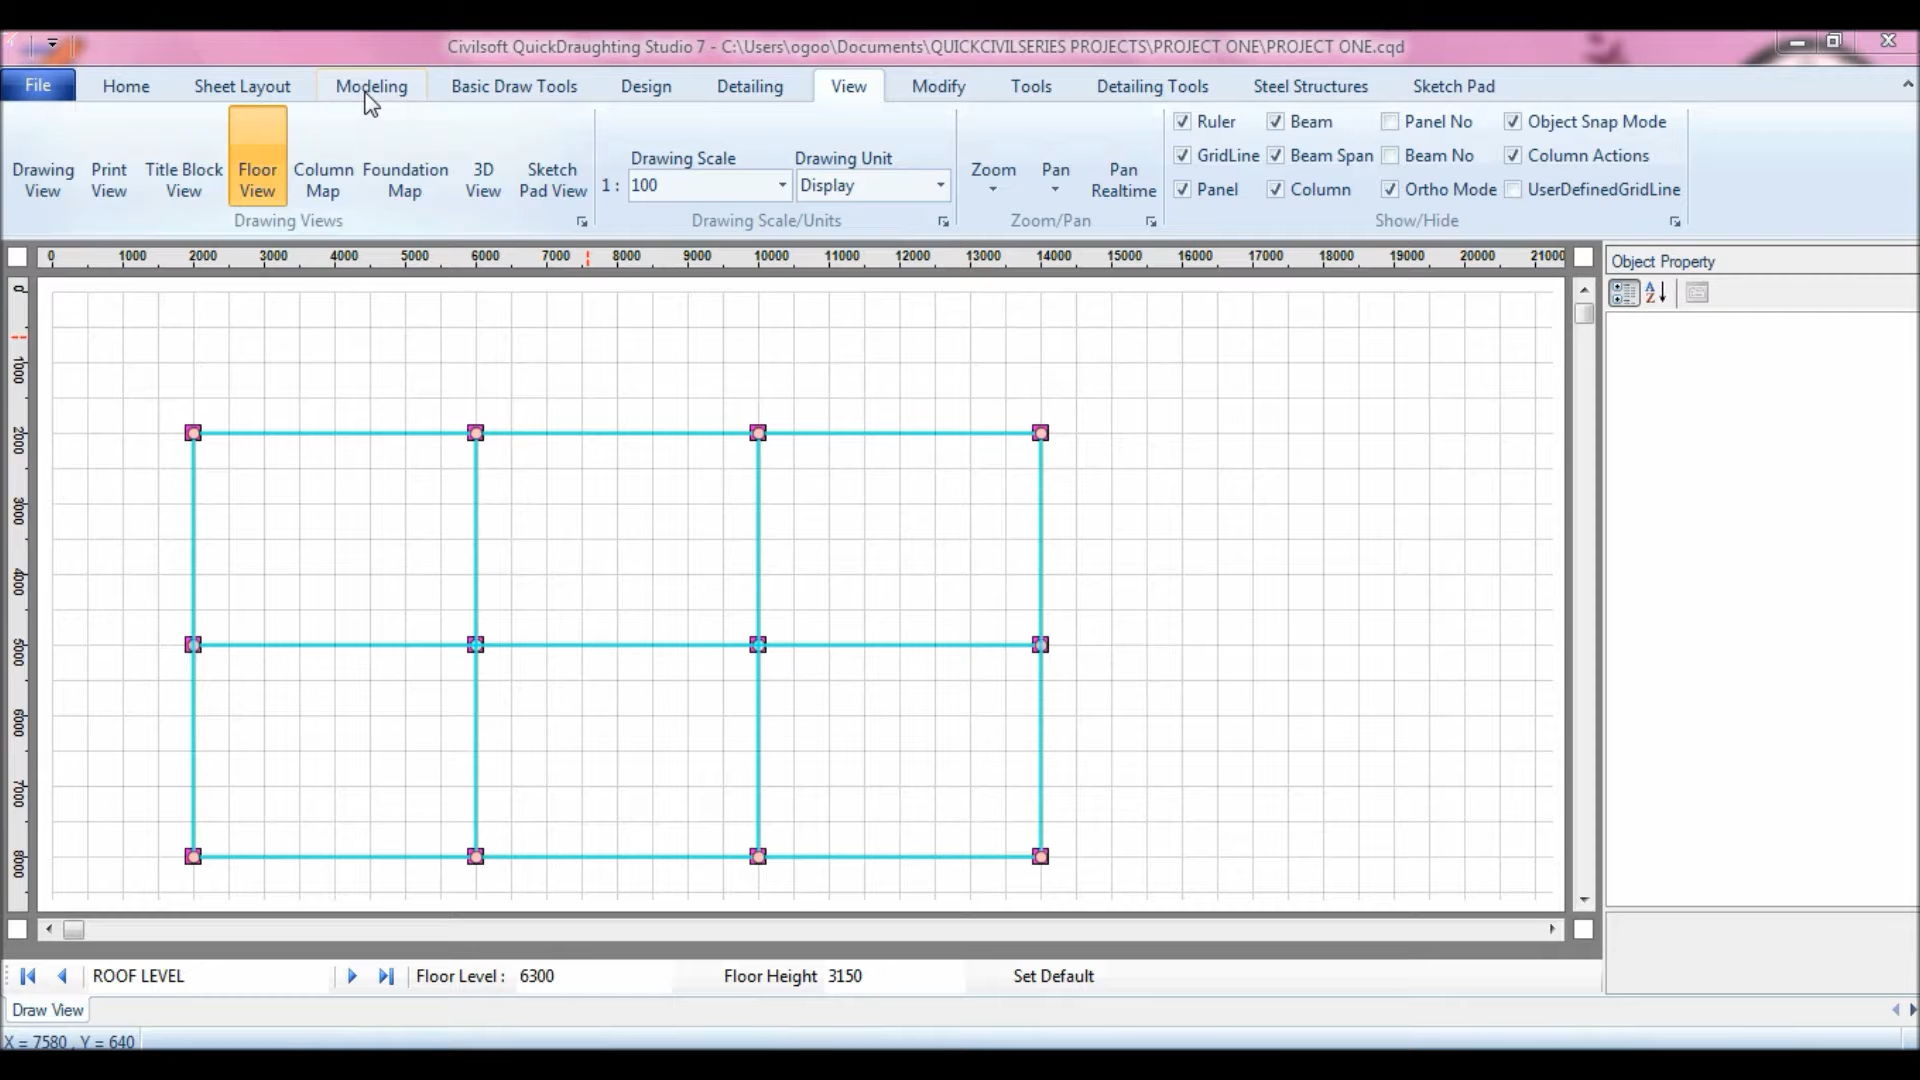 Civilsoft QuickDraughting Studio 7 - C:\Users\ogoo\Documents\QUICKCIVILSERIES PROJECTS\PROJECT ONE\PROJECT ONE.cqd
File Home Sheet Layout Modeling Basic Draw Tools Design Detailing View Modify Tools Detailing Tools Steel Structures Sketch Pad
Drawing View
Print View
Title Block View
Floor View
Column Map
Foundation Map
3D View
Sketch Pad View
Drawing Views
Drawing Scale
1 : 100
Drawing Unit
Display
Drawing Scale/Units
Zoom
Pan
Pan Realtime
Zoom/Pan
Ruler Beam Panel No Object Snap Mode
GridLine Beam Span Beam No Column Actions
Panel Column Ortho Mode UserDefinedGridLine
Show/Hide
0 1000 2000 3000 4000 5000 6000 7000 8000 9000 10000 11000 12000 13000 14000 15000 16000 17000 18000 19000 20000 21000
0
1000
2000
3000
4000
5000
6000
7000
8000
Object Property
A
Z
ROOF LEVEL Floor Level : 6300 Floor Height 3150 Set Default
Draw View
X = 7580 , Y = 640